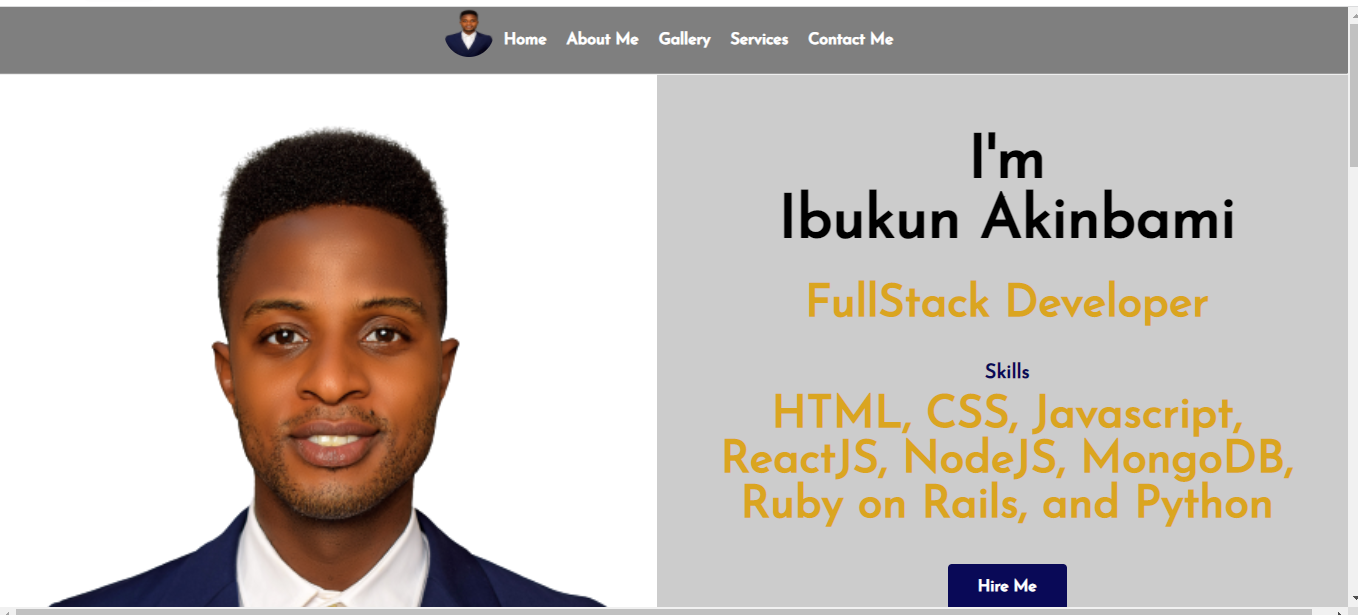 Home About Me Gallery Services Contact Me
I'm
Ibukun Akinbami
FullStack Developer
Skills
HTML, CSS, Javascript,
ReactJS, NodeJS, MongoDB,
Ruby on Rails, and Python
Hire Me